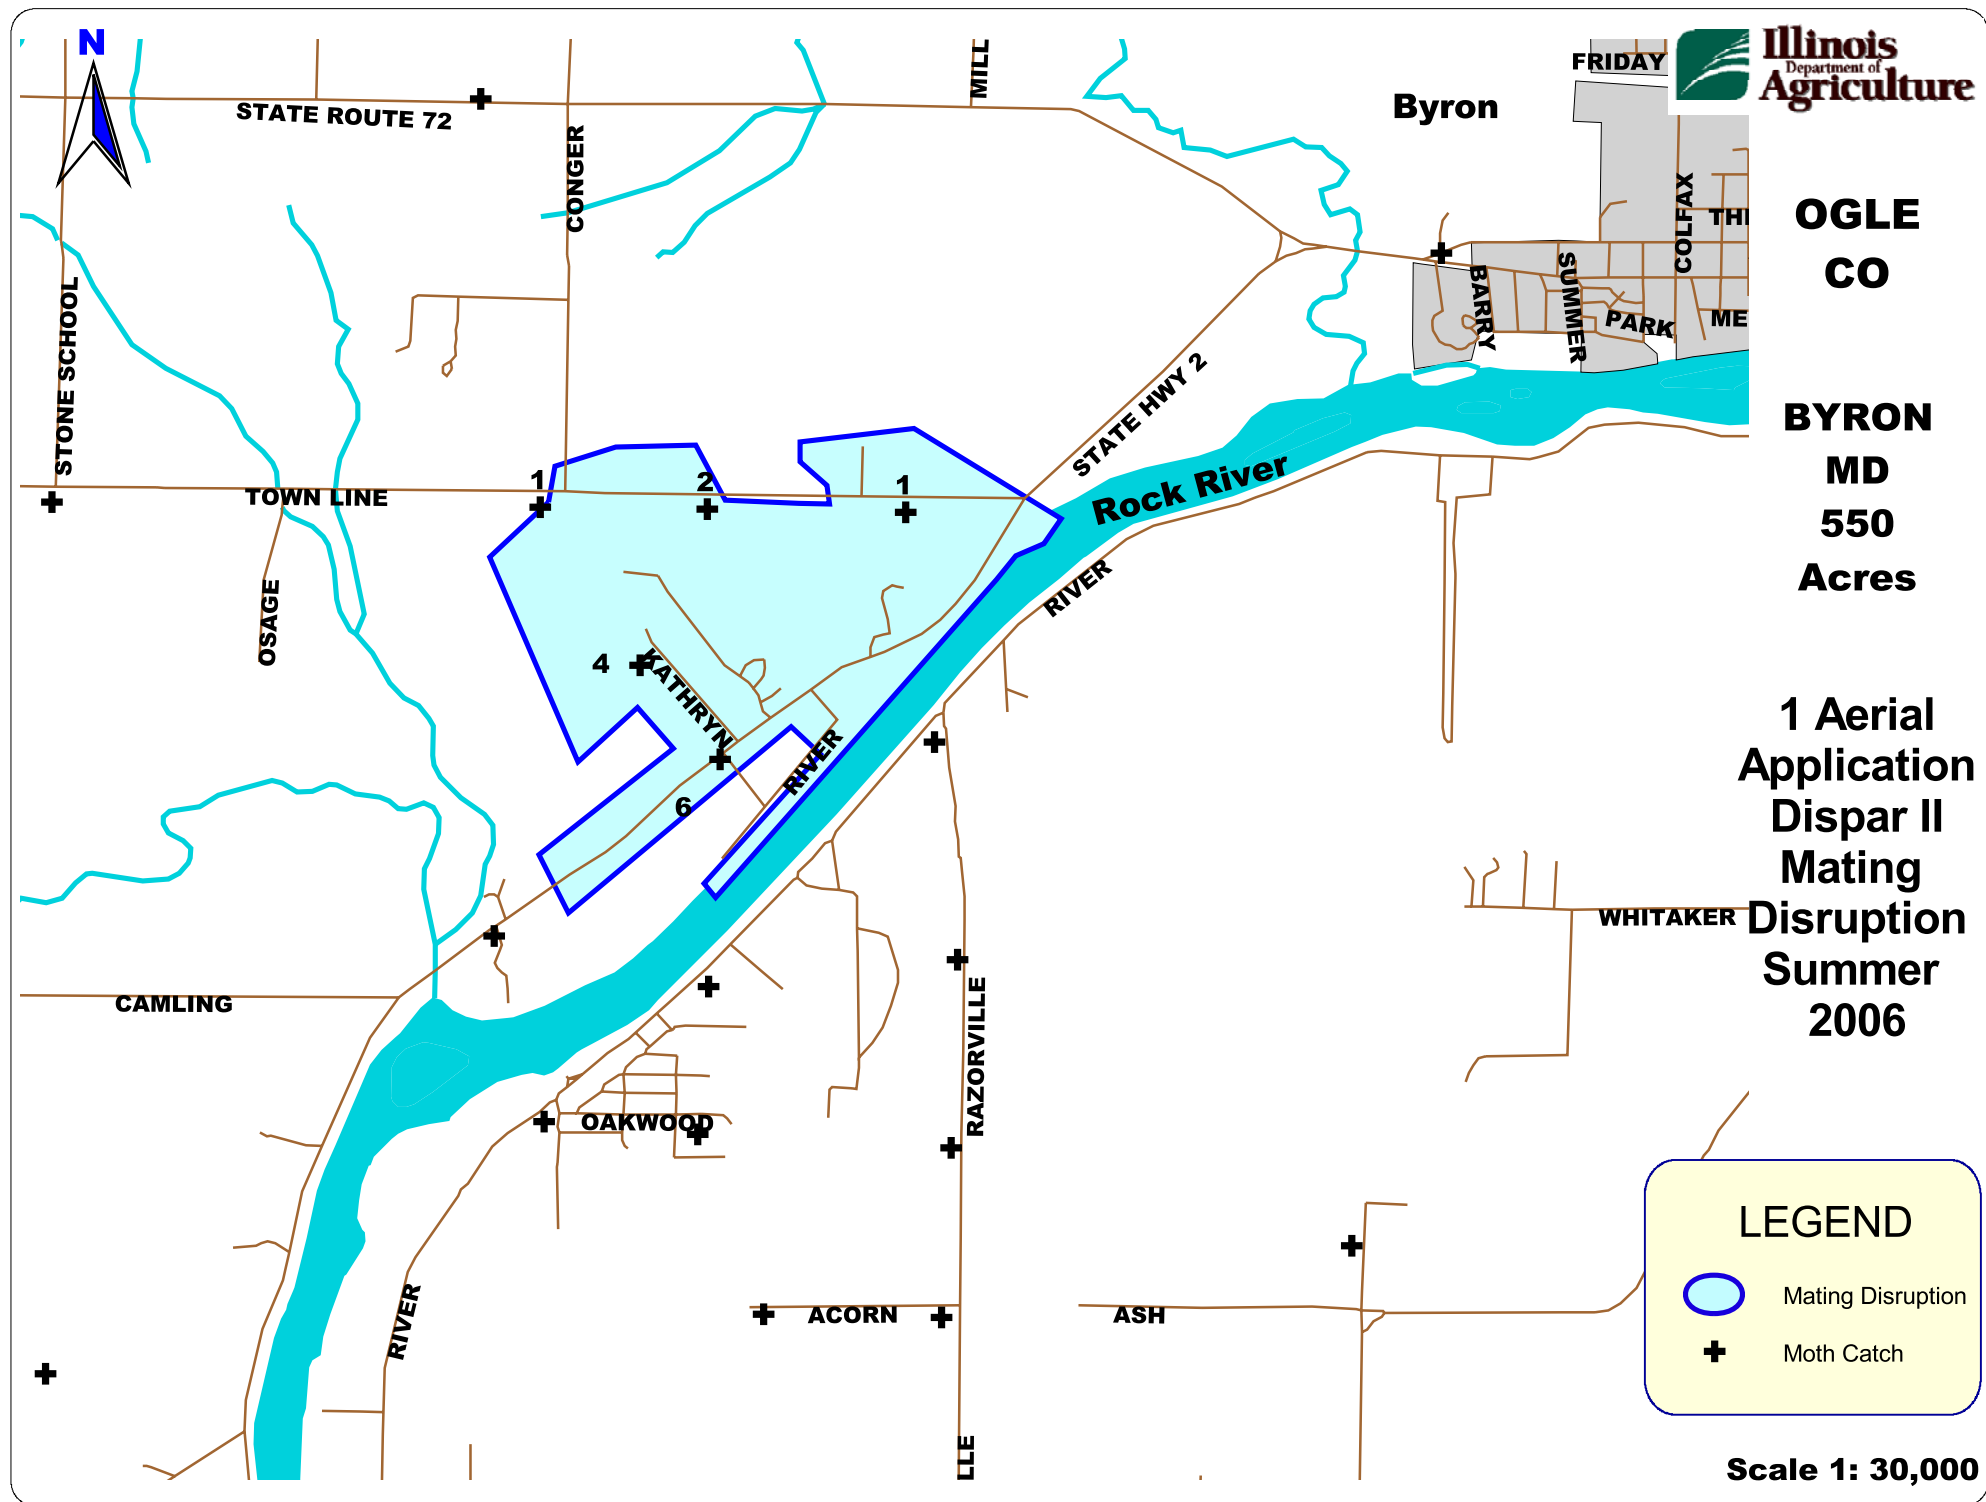 N
STATE ROUTE 72
CONGER
MILL
Byron
FRIDAY
Illinois
Department of
Agriculture
COLFAX
THI
OGLE
CO
STONE SCHOOL
BARRY
SUMMER
PARK
ME
STATE HWY 2
BYRON
MD
550
Acres
TOWN LINE
1
2
1
Rock River
RIVER
OSAGE
4
KATHRYN
RIVER
6
1 Aerial
Application
Dispar II
Mating
Disruption
Summer
2006
WHITAKER
CAMLING
RAZORVILLE
OAKWOOD
RIVER
ACORN
ASH
LLE
LEGEND
Mating Disruption
Moth Catch
Scale 1: 30,000